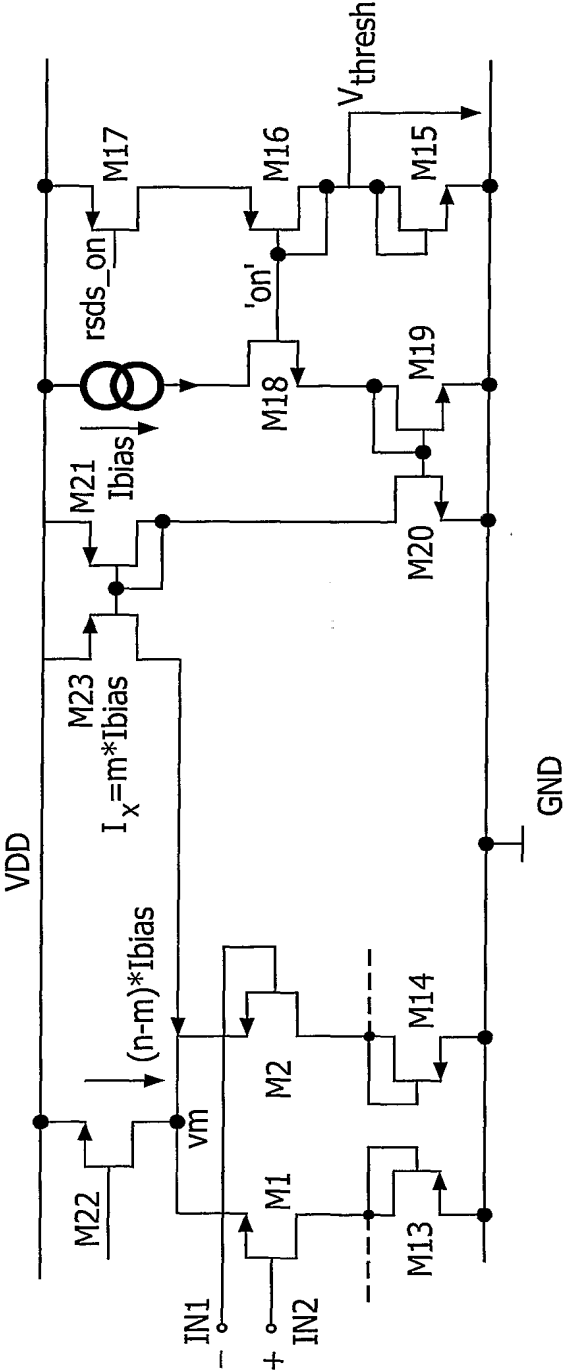 VDD
M22
(n-m)*Ibias
M23
I x =m*Ibias
M21
Ibias
rsds_on
M17
IN1
−
+
IN2
vm
M1
M2
M18
'on'
M16
M13
M14
M20
M19
M15
Vthresh
GND